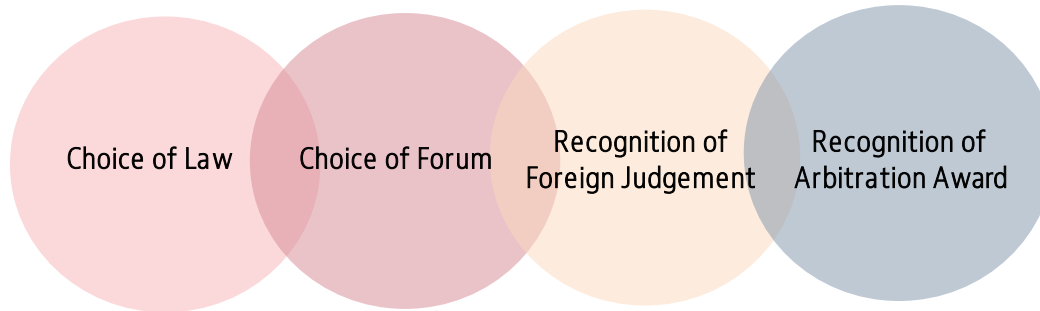 Choice of Law
Choice of Forum
Recognition of
Foreign Judgement
Recognition of
Arbitration Award